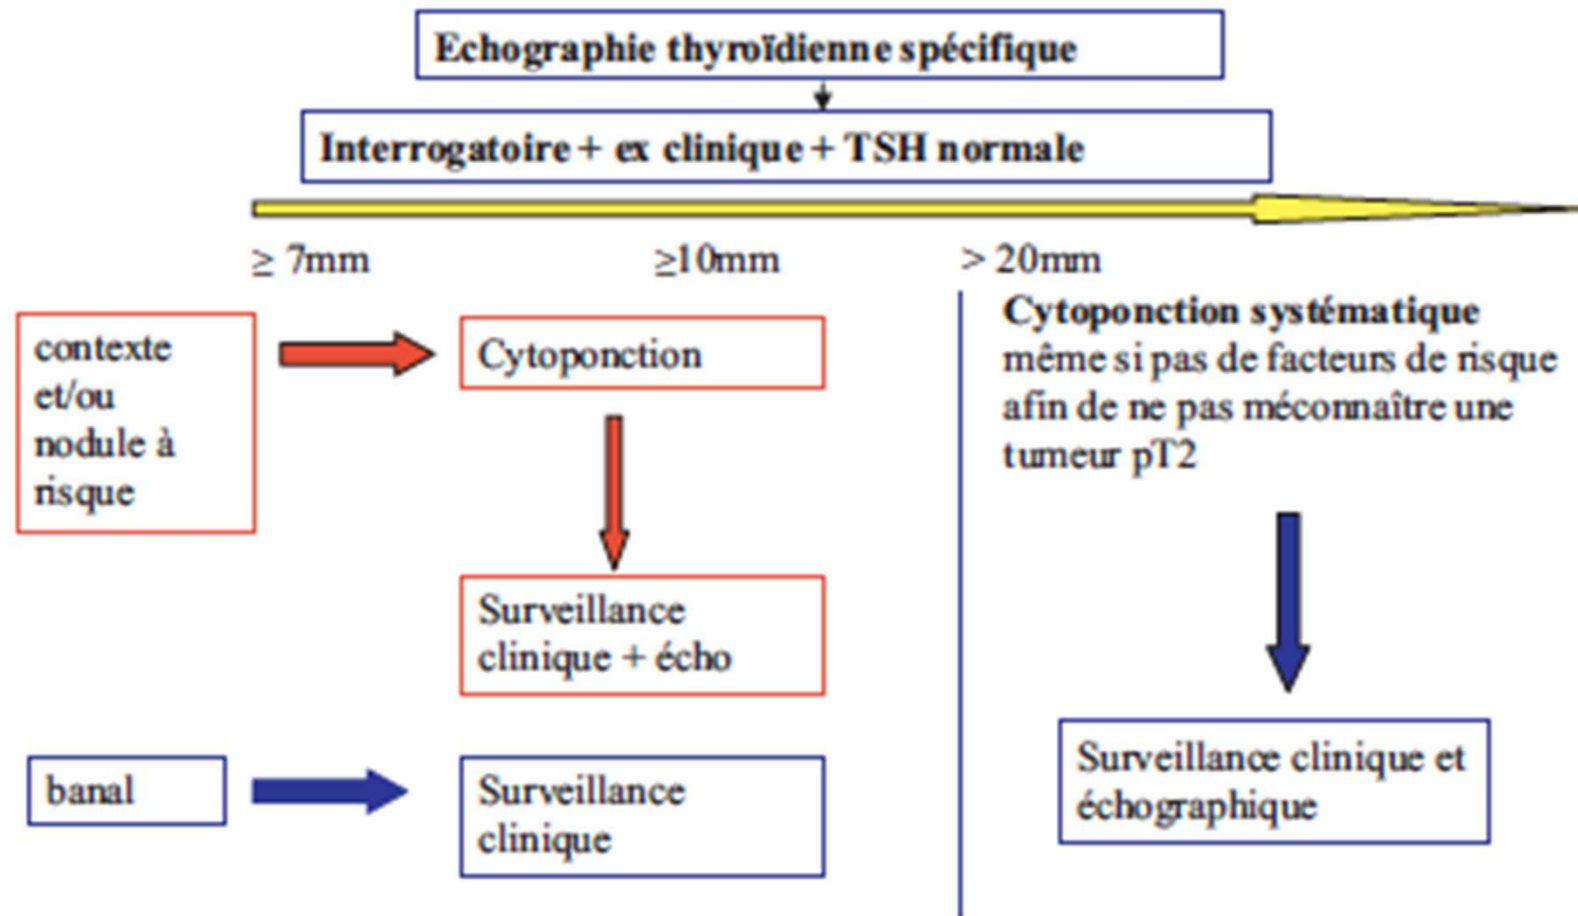 Echographie thyroïdienne spécifique
Interrogatoire + ex clinique + TSH normale
≥ 7mm
≥10mm
> 20mm
contexte
et/ou
nodule à
risque
Cytoponction
Surveillance
clinique + écho
banal
Surveillance
clinique
Cytoponction systématique
même si pas de facteurs de risque
afin de ne pas méconnaître une
tumeur pT2
Surveillance clinique et
échographique